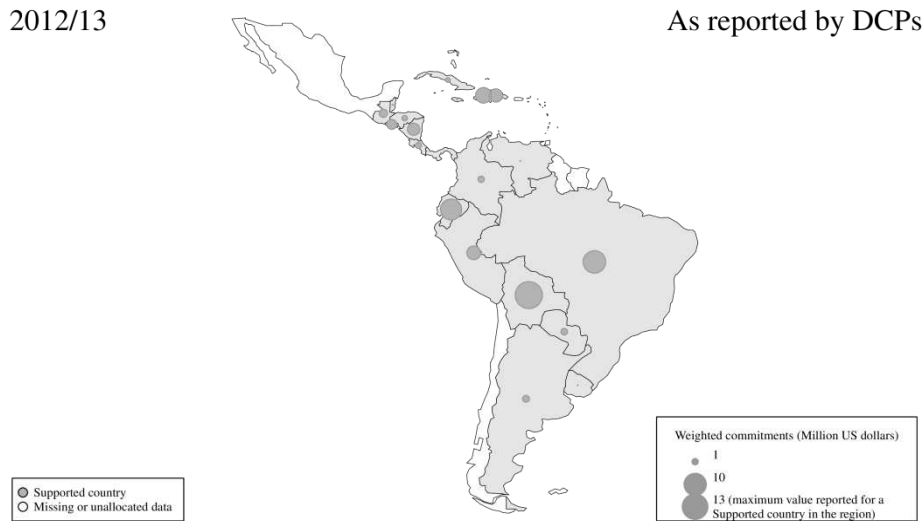 2012/13
As reported by DCPs
Supported country
Missing or unallocated data
Weighted commitments (Million US dollars)
1
10
13 (maximum value reported for a
Supported country in the region)